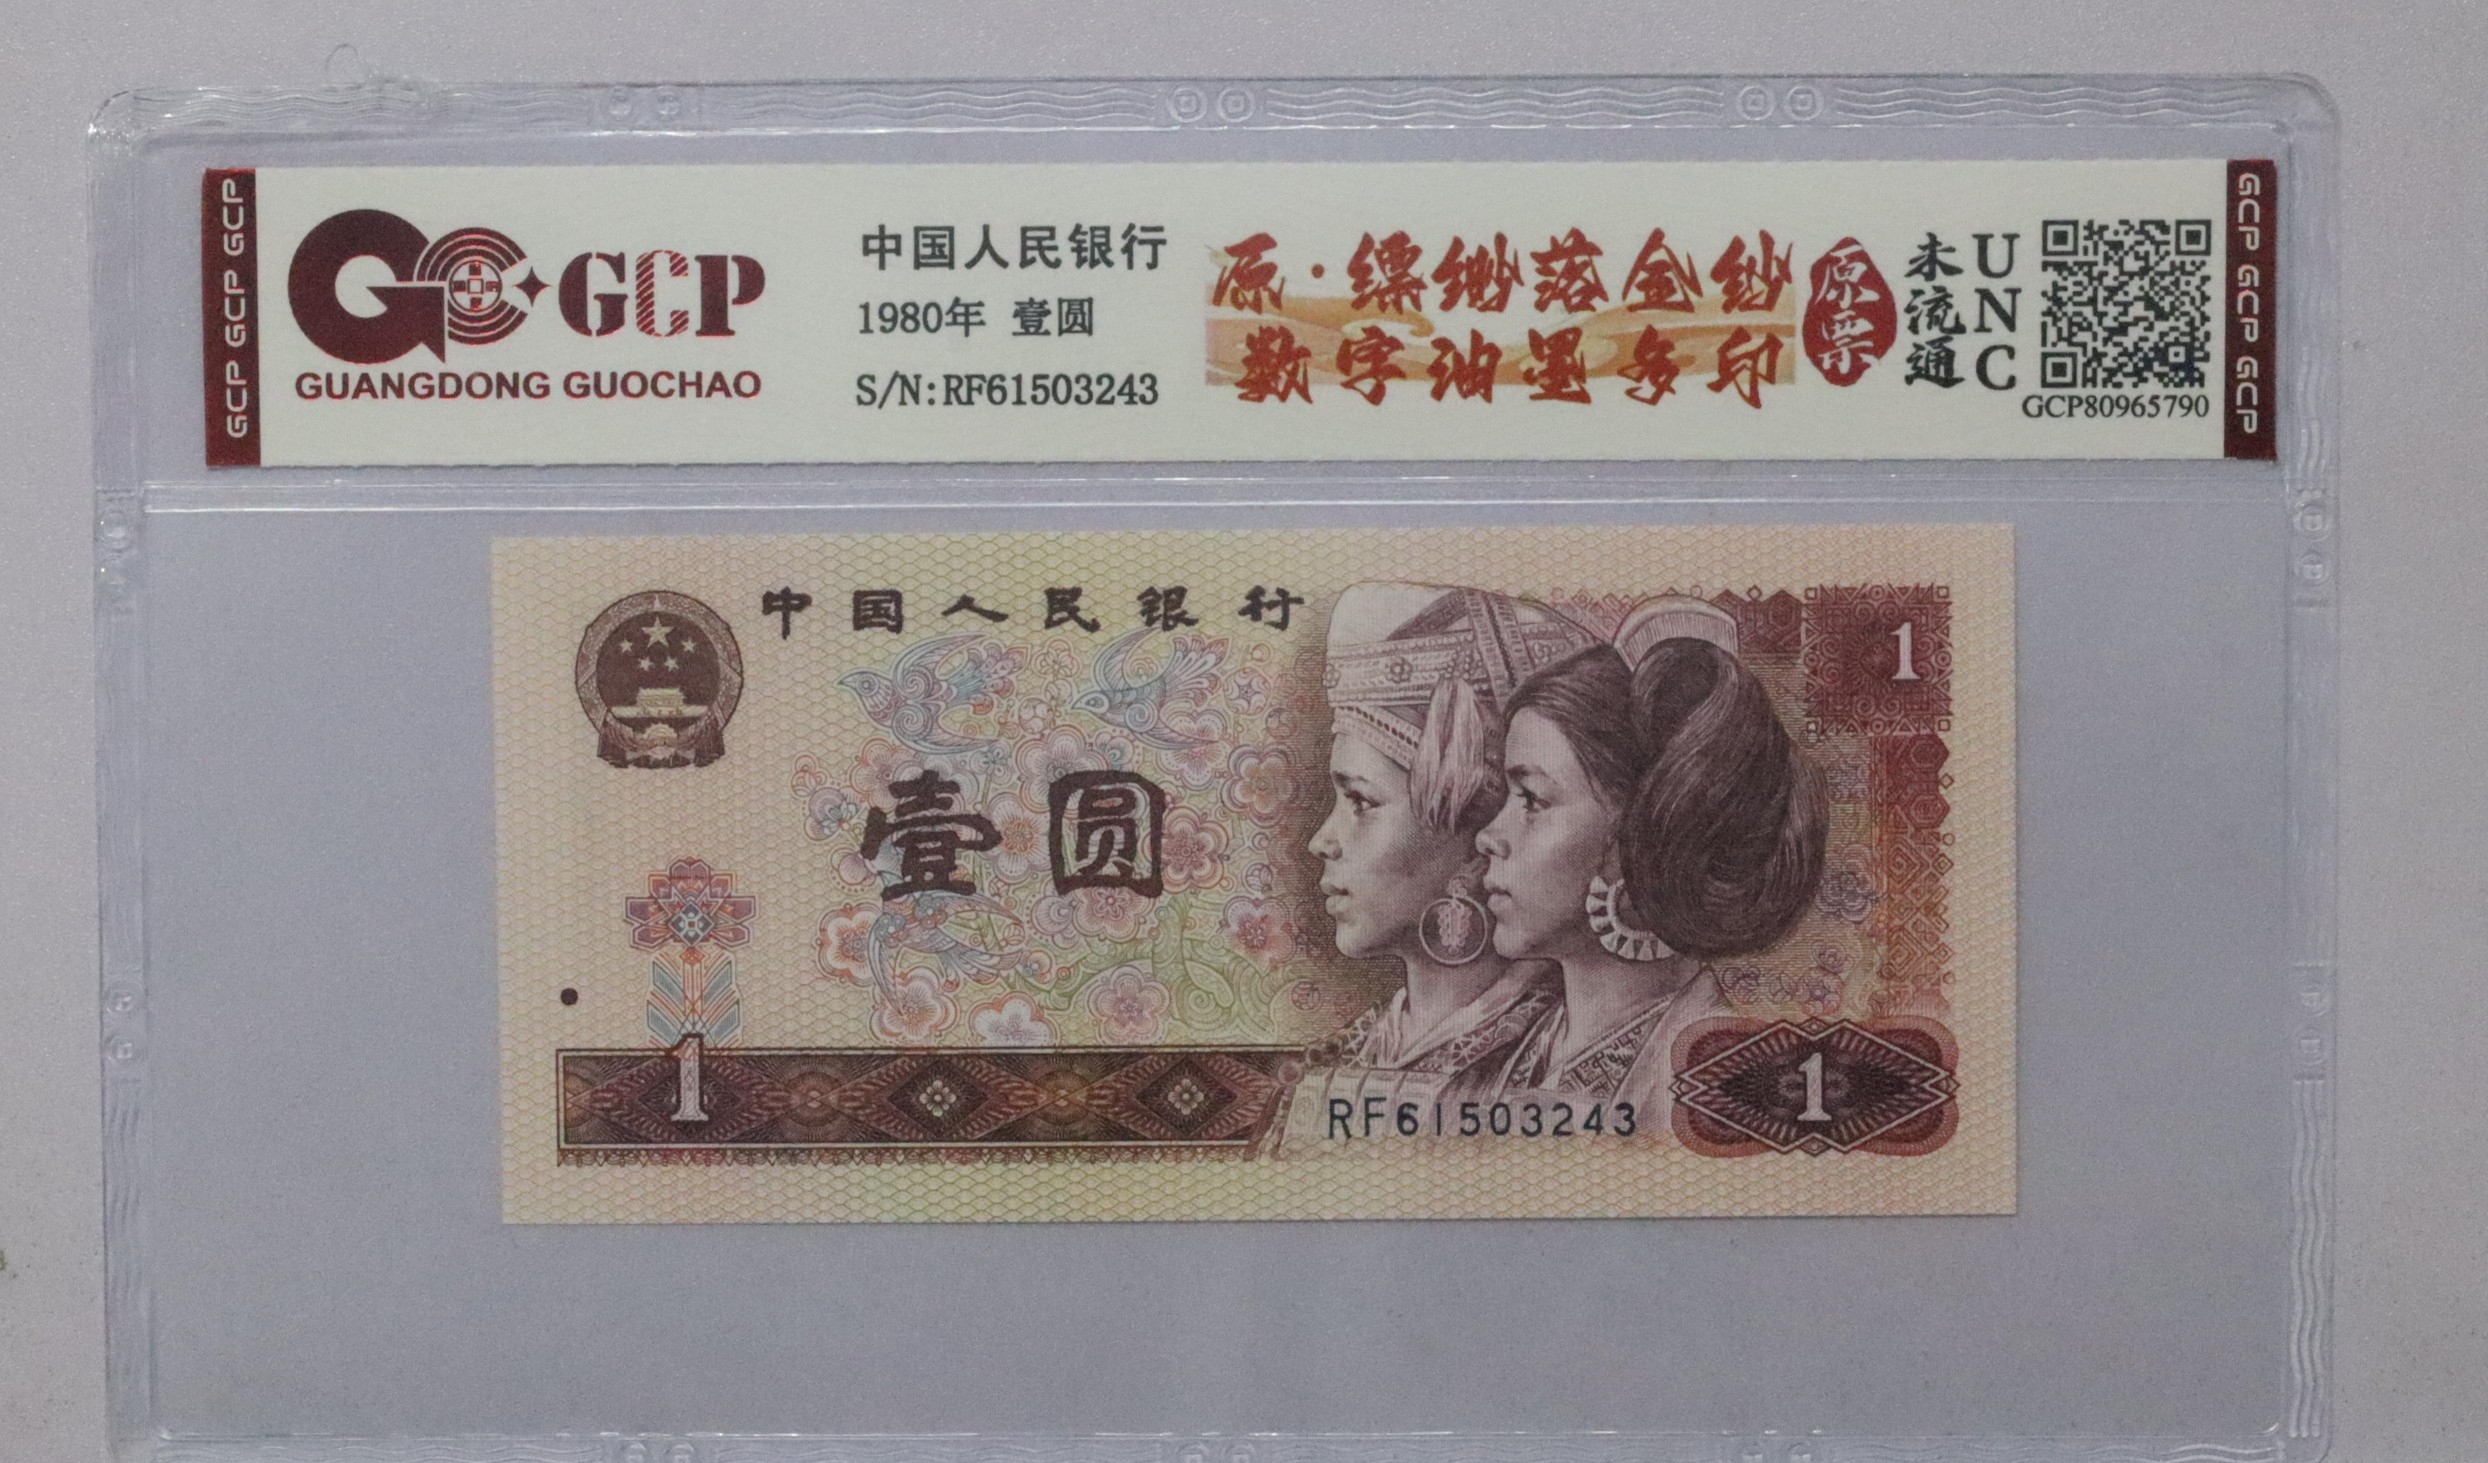 GCP GCP GCP
GCP
GUANGDONG GUOCHAO
中国人民银行
1980年 壹圆
S/N:RF61503243
原·缥缈落金纱
数字油墨多印
原票
未流通
UNC
GCP80965790
GCP GCP GCP
中国人民银行
1
壹圆
1
1
RF61503243